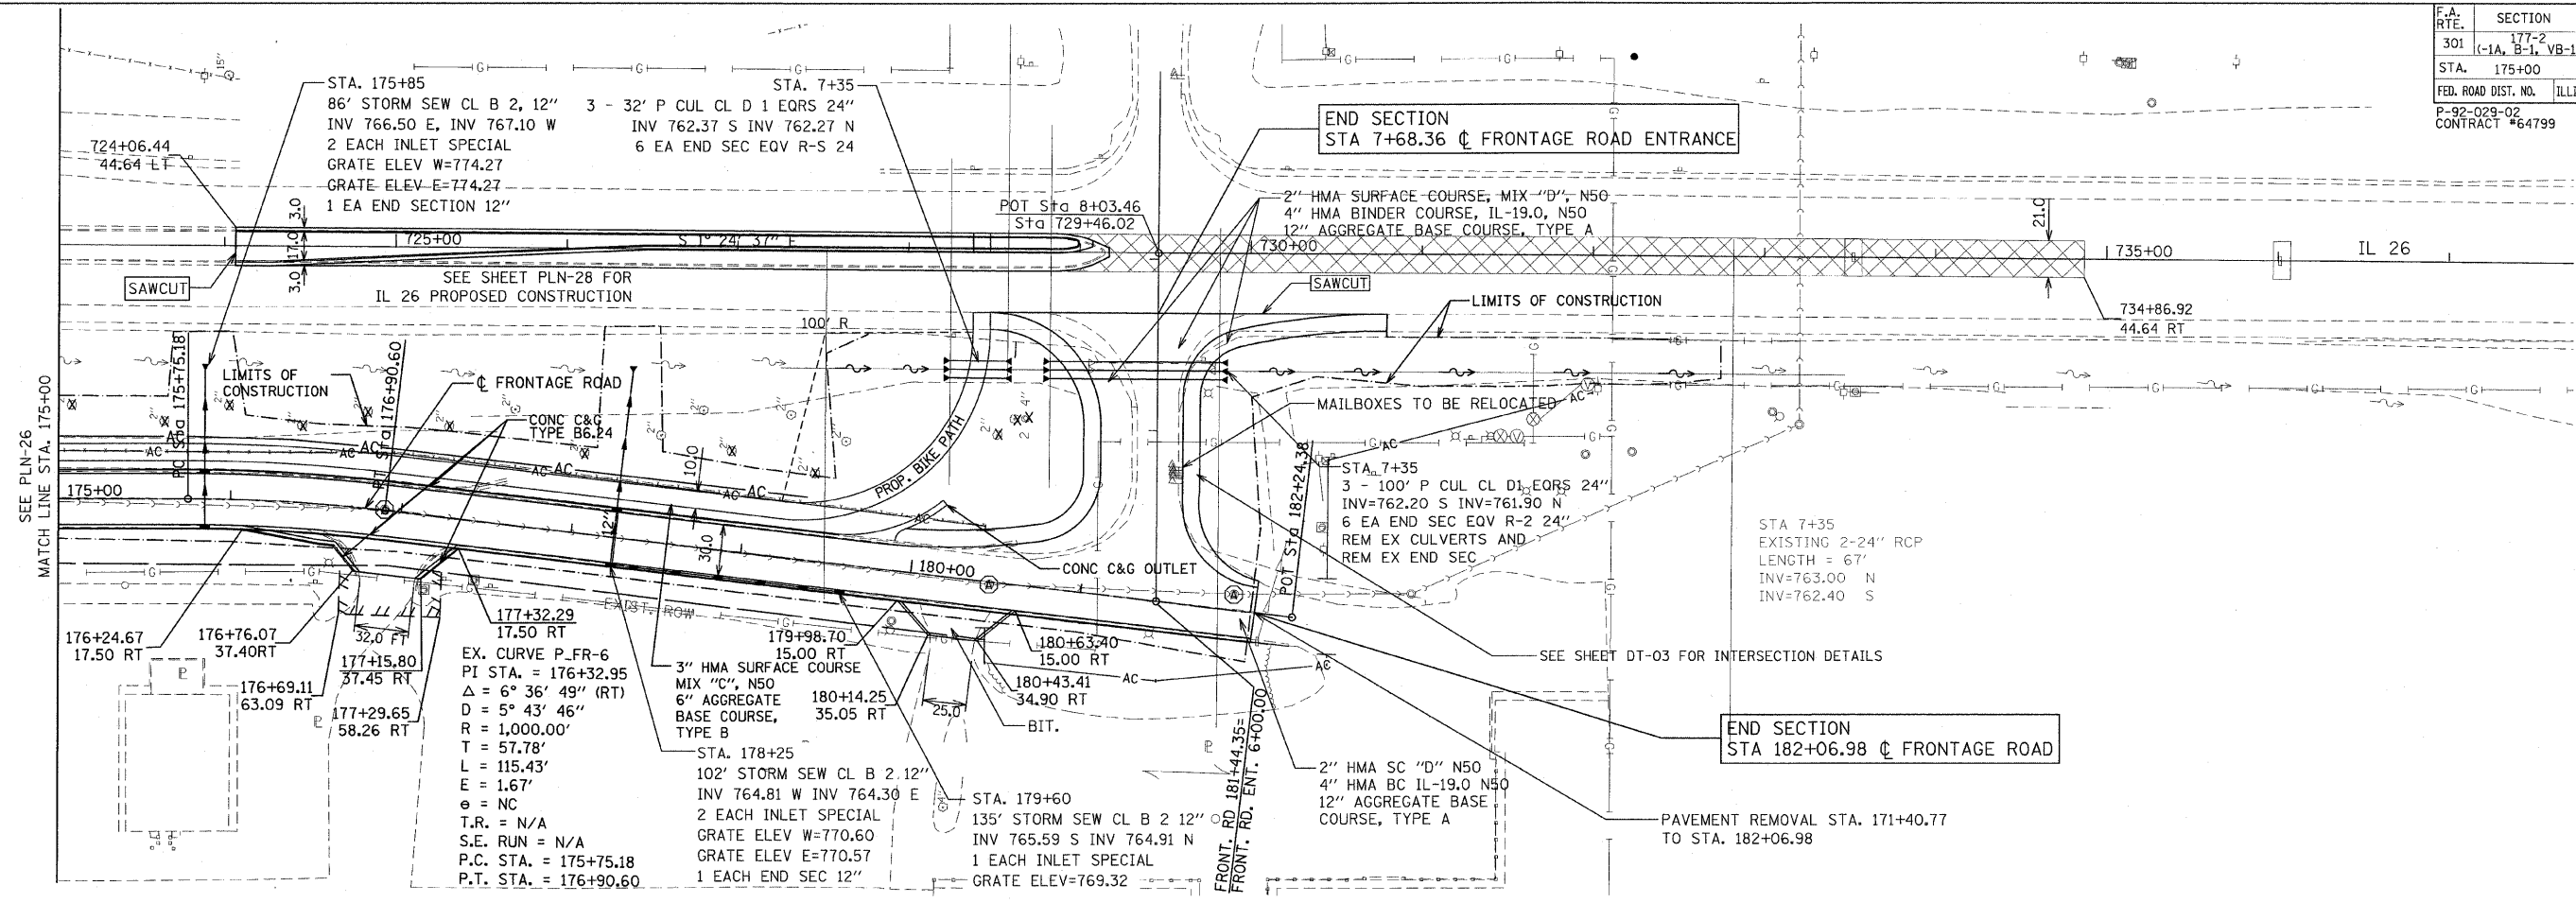 F.A. RTE. SECTION
301 177-2 (-1A, B-1, VB-1
STA. 175+00
FED. ROAD DIST. NO. ILLI
P-92-029-02
CONTRACT #64799
STA. 175+85
86' STORM SEW CL B 2, 12"
INV 766.50 E, INV 767.10 W
2 EACH INLET SPECIAL
GRATE ELEV W=774.27
GRATE ELEV E=774.27
1 EA END SECTION 12"
STA. 7+35
3 - 32' P CUL CL D 1 EQRS 24"
INV 762.37 S INV 762.27 N
6 EA END SEC EQV R-S 24
END SECTION
STA 7+68.36 ℄ FRONTAGE ROAD ENTRANCE
724+06.44
44.64 LT
2" HMA SURFACE COURSE, MIX "D", N50
4" HMA BINDER COURSE, IL-19.0, N50
12" AGGREGATE BASE COURSE, TYPE A
POT Sta 8+03.46
Sta 729+46.02
3.0
17.0
3.0
725+00
S 1° 24' 37" E
730+00
21.0
735+00
IL 26
SAWCUT
SEE SHEET PLN-28 FOR
IL 26 PROPOSED CONSTRUCTION
SAWCUT
LIMITS OF CONSTRUCTION
734+86.92
44.64 RT
100' R
PC Sta 175+75.18
PT Sta 176+90.60
LIMITS OF
CONSTRUCTION
℄ FRONTAGE ROAD
CONC C&G
TYPE B6.24
MAILBOXES TO BE RELOCATED
SEE PLN-26
MATCH LINE STA. 175+00
175+00
10.0
PROP. BIKE PATH
12"
30.0
180+00
CONC C&G OUTLET
POT Sta 182+24.38
STA. 7+35
3 - 100' P CUL CL D1 EQRS 24"
INV=762.20 S INV=761.90 N
6 EA END SEC EQV R-2 24"
REM EX CULVERTS AND
REM EX END SEC
STA 7+35
EXISTING 2-24" RCP
LENGTH = 67'
INV=763.00 N
INV=762.40 S
EXIST. ROW
176+24.67
17.50 RT
176+76.07
37.40RT
32.0 FT
177+32.29
17.50 RT
177+15.80
37.45 RT
176+69.11
63.09 RT
177+29.65
58.26 RT
EX. CURVE P_FR-6
PI STA. = 176+32.95
Δ = 6° 36' 49" (RT)
D = 5° 43' 46"
R = 1,000.00'
T = 57.78'
L = 115.43'
E = 1.67'
e = NC
T.R. = N/A
S.E. RUN = N/A
P.C. STA. = 175+75.18
P.T. STA. = 176+90.60
3" HMA SURFACE COURSE
MIX "C", N50
6" AGGREGATE
BASE COURSE,
TYPE B
179+98.70
15.00 RT
180+14.25
35.05 RT
25.0
180+63.40
15.00 RT
180+43.41
34.90 RT
BIT.
SEE SHEET DT-03 FOR INTERSECTION DETAILS
END SECTION
STA 182+06.98 ℄ FRONTAGE ROAD
STA. 178+25
102' STORM SEW CL B 2 12"
INV 764.81 W INV 764.30 E
2 EACH INLET SPECIAL
GRATE ELEV W=770.60
GRATE ELEV E=770.57
1 EACH END SEC 12"
STA. 179+60
135' STORM SEW CL B 2 12"
INV 765.59 S INV 764.91 N
1 EACH INLET SPECIAL
GRATE ELEV=769.32
FRONT. RD 181+44.35=
FRONT. RD. ENT. 6+00.00
2" HMA SC "D" N50
4" HMA BC IL-19.0 N50
12" AGGREGATE BASE
COURSE, TYPE A
PAVEMENT REMOVAL STA. 171+40.77
TO STA. 182+06.98